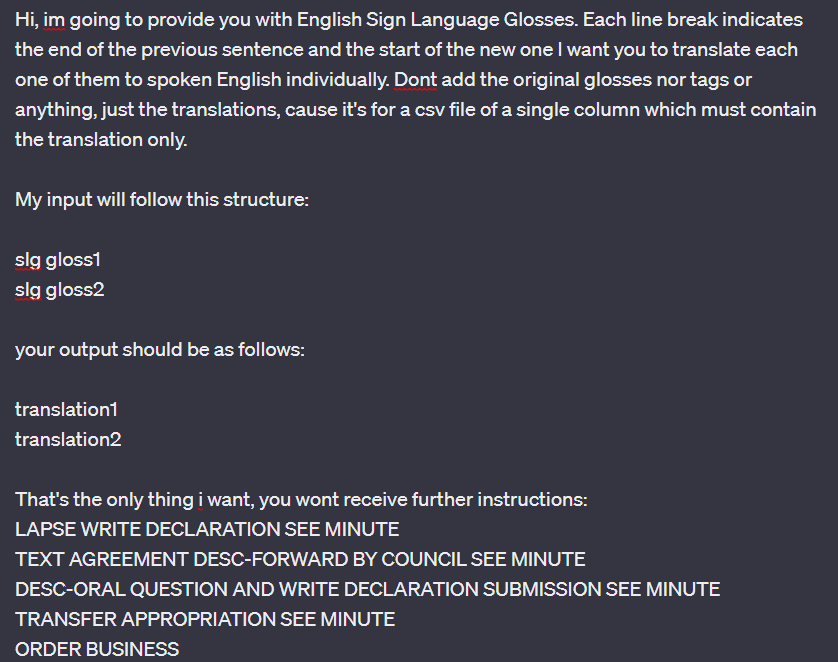 Hi, im going to provide you with English Sign Language Glosses. Each line break indicates
the end of the previous sentence and the start of the new one I want you to translate each
one of them to spoken English individually. Dont add the original glosses nor tags or
anything, just the translations, cause it's for a csv file of a single column which must contain
the translation only.
My input will follow this structure:
slg gloss1
slg gloss2
your output should be as follows:
translation1
translation2
That's the only thing i want, you wont receive further instructions:
LAPSE WRITE DECLARATION SEE MINUTE
TEXT AGREEMENT DESC-FORWARD BY COUNCIL SEE MINUTE
DESC-ORAL QUESTION AND WRITE DECLARATION SUBMISSION SEE MINUTE
TRANSFER APPROPRIATION SEE MINUTE
ORDER BUSINESS